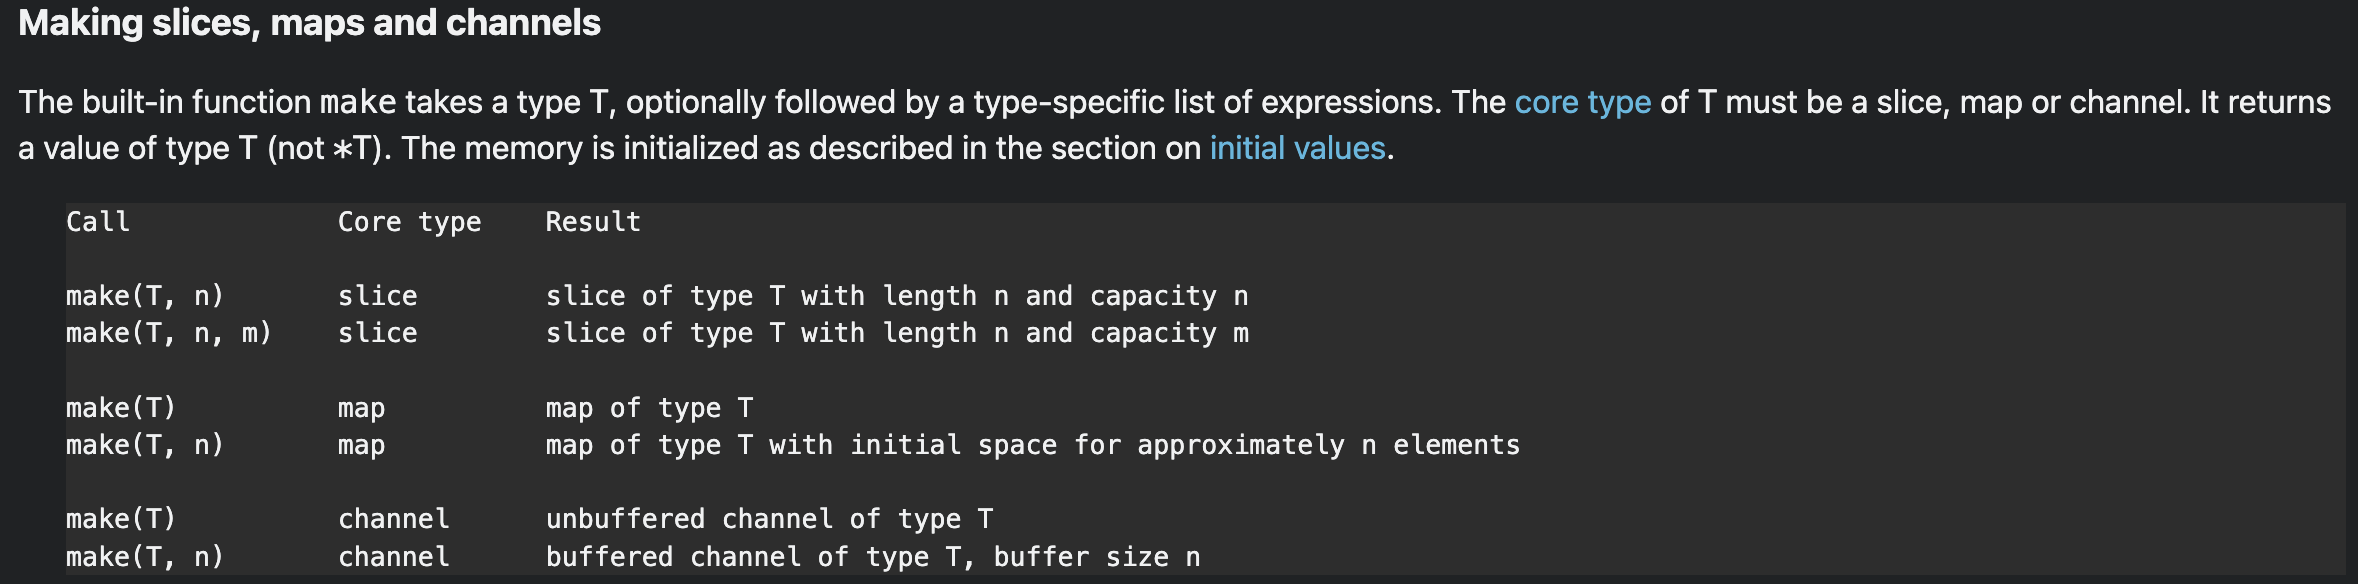 Making slices, maps and channels
The built-in function make takes a type T, optionally followed by a type-specific list of expressions. The core type of T must be a slice, map or channel. It returns
a value of type T (not *T). The memory is initialized as described in the section on initial values.
Call             Core type    Result
make(T, n)       slice        slice of type T with length n and capacity n
make(T, n, m)    slice        slice of type T with length n and capacity m
make(T)          map          map of type T
make(T, n)       map          map of type T with initial space for approximately n elements
make(T)          channel      unbuffered channel of type T
make(T, n)       channel      buffered channel of type T, buffer size n